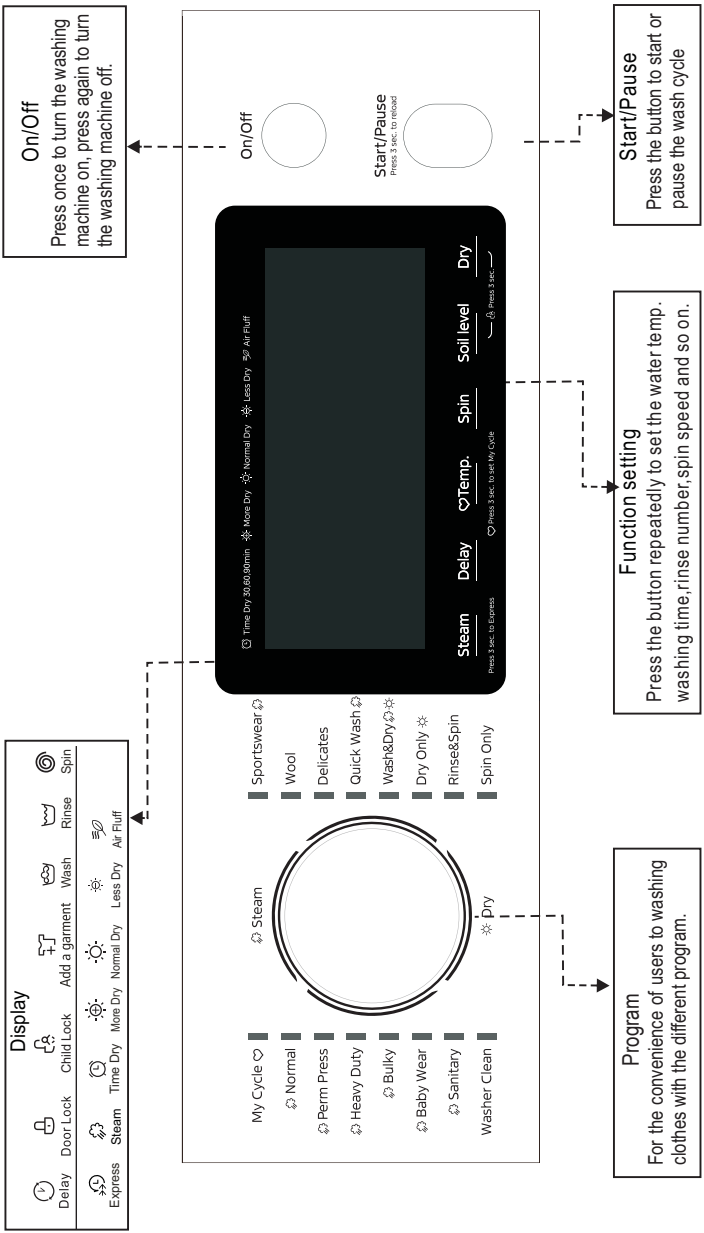 Display
Delay
Door Lock
Child Lock
Add a garment
Wash
Rinse
Spin
Express
Steam
Time Dry
More Dry
Normal Dry
Less Dry
Air Fluff
On/Off
Press once to turn the washing
machine on, press again to turn
the washing machine off.
My Cycle
Normal
Perm Press
Heavy Duty
Bulky
Baby Wear
Sanitary
Washer Clean
Steam
Dry
Sportswear
Wool
Delicates
Quick Wash
Wash&Dry
Dry Only
Rinse&Spin
Spin Only
Time Dry 30,60,90min More Dry Normal Dry Less Dry Air Fluff
Steam Delay Temp. Spin Soil level Dry
Press 3 sec. to Express
Press 3 sec. to set My Cycle
Press 3 sec.
On/Off
Start/Pause
Press 3 sec. to reload
Program
For the convenience of users to washing
clothes with the different program.
Function setting
Press the button repeatedly to set the water temp.
washing time,rinse number,spin speed and so on.
Start/Pause
Press the button to start or
pause the wash cycle